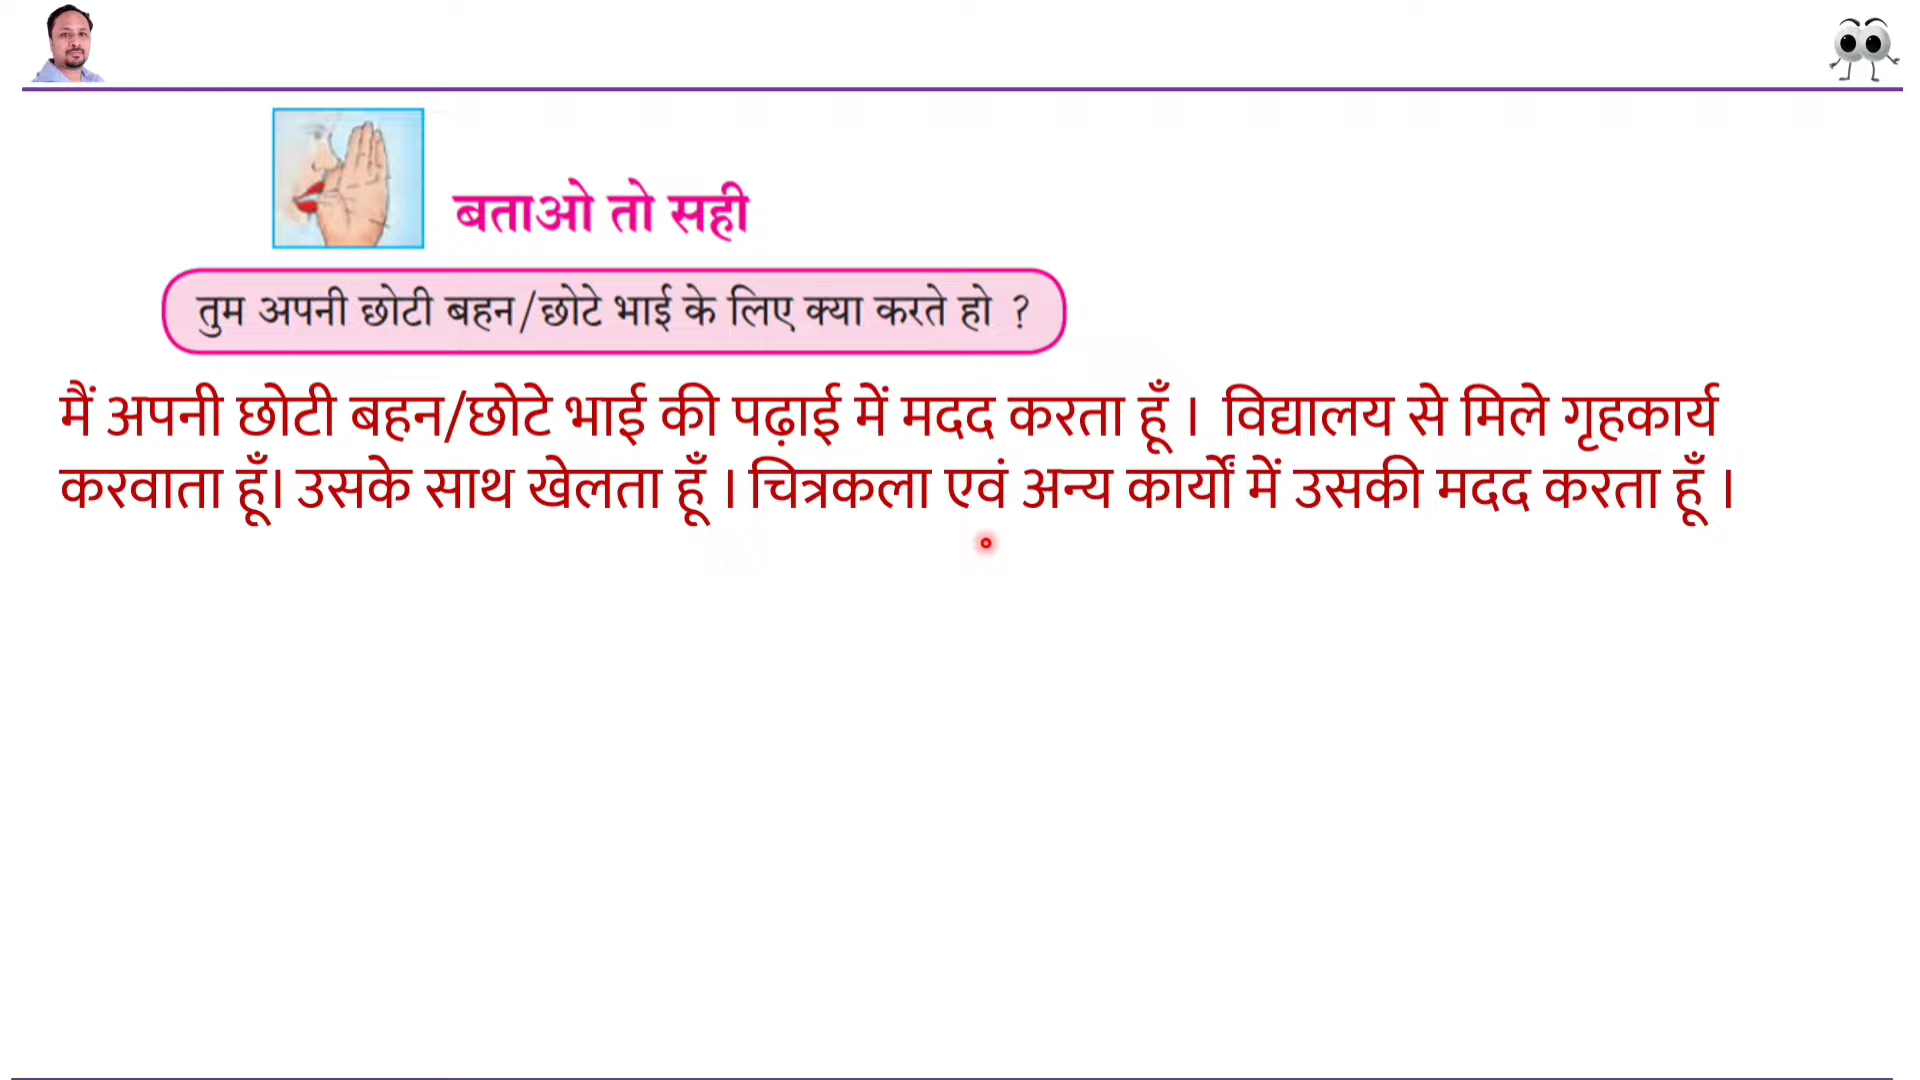 बताओ तो सही
तुम अपनी छोटी बहन/छोटे भाई के लिए क्या करते हो ?
मैं अपनी छोटी बहन/छोटे भाई की पढ़ाई में मदद करता हूँ । विद्यालय से मिले गृहकार्य
करवाता हूँ। उसके साथ खेलता हूँ । चित्रकला एवं अन्य कार्यों में उसकी मदद करता हूँ ।